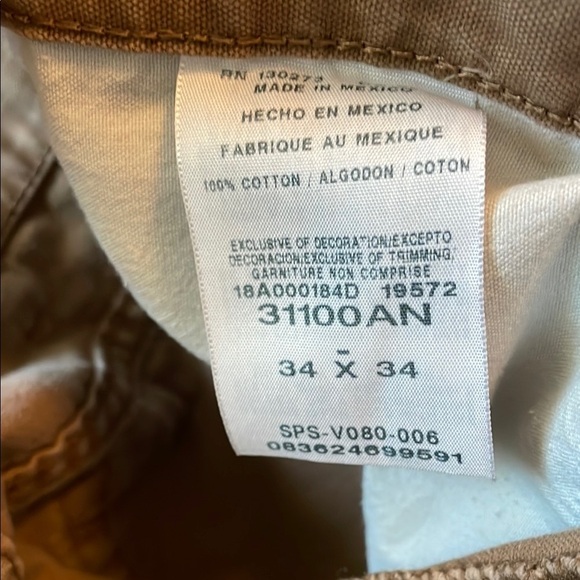 RN 130273
MADE IN MEXICO
HECHO EN MEXICO
FABRIQUE AU MEXIQUE
100% COTTON / ALGODON / COTON
EXCLUSIVE OF DECORATION/EXCEPTO
DECORACION/EXCLUSIVE OF TRIMMING.
GARNITURE NON COMPRISE
18A000184D 19572
31100AN
34 X 34
SPS-V080-006
083624699591